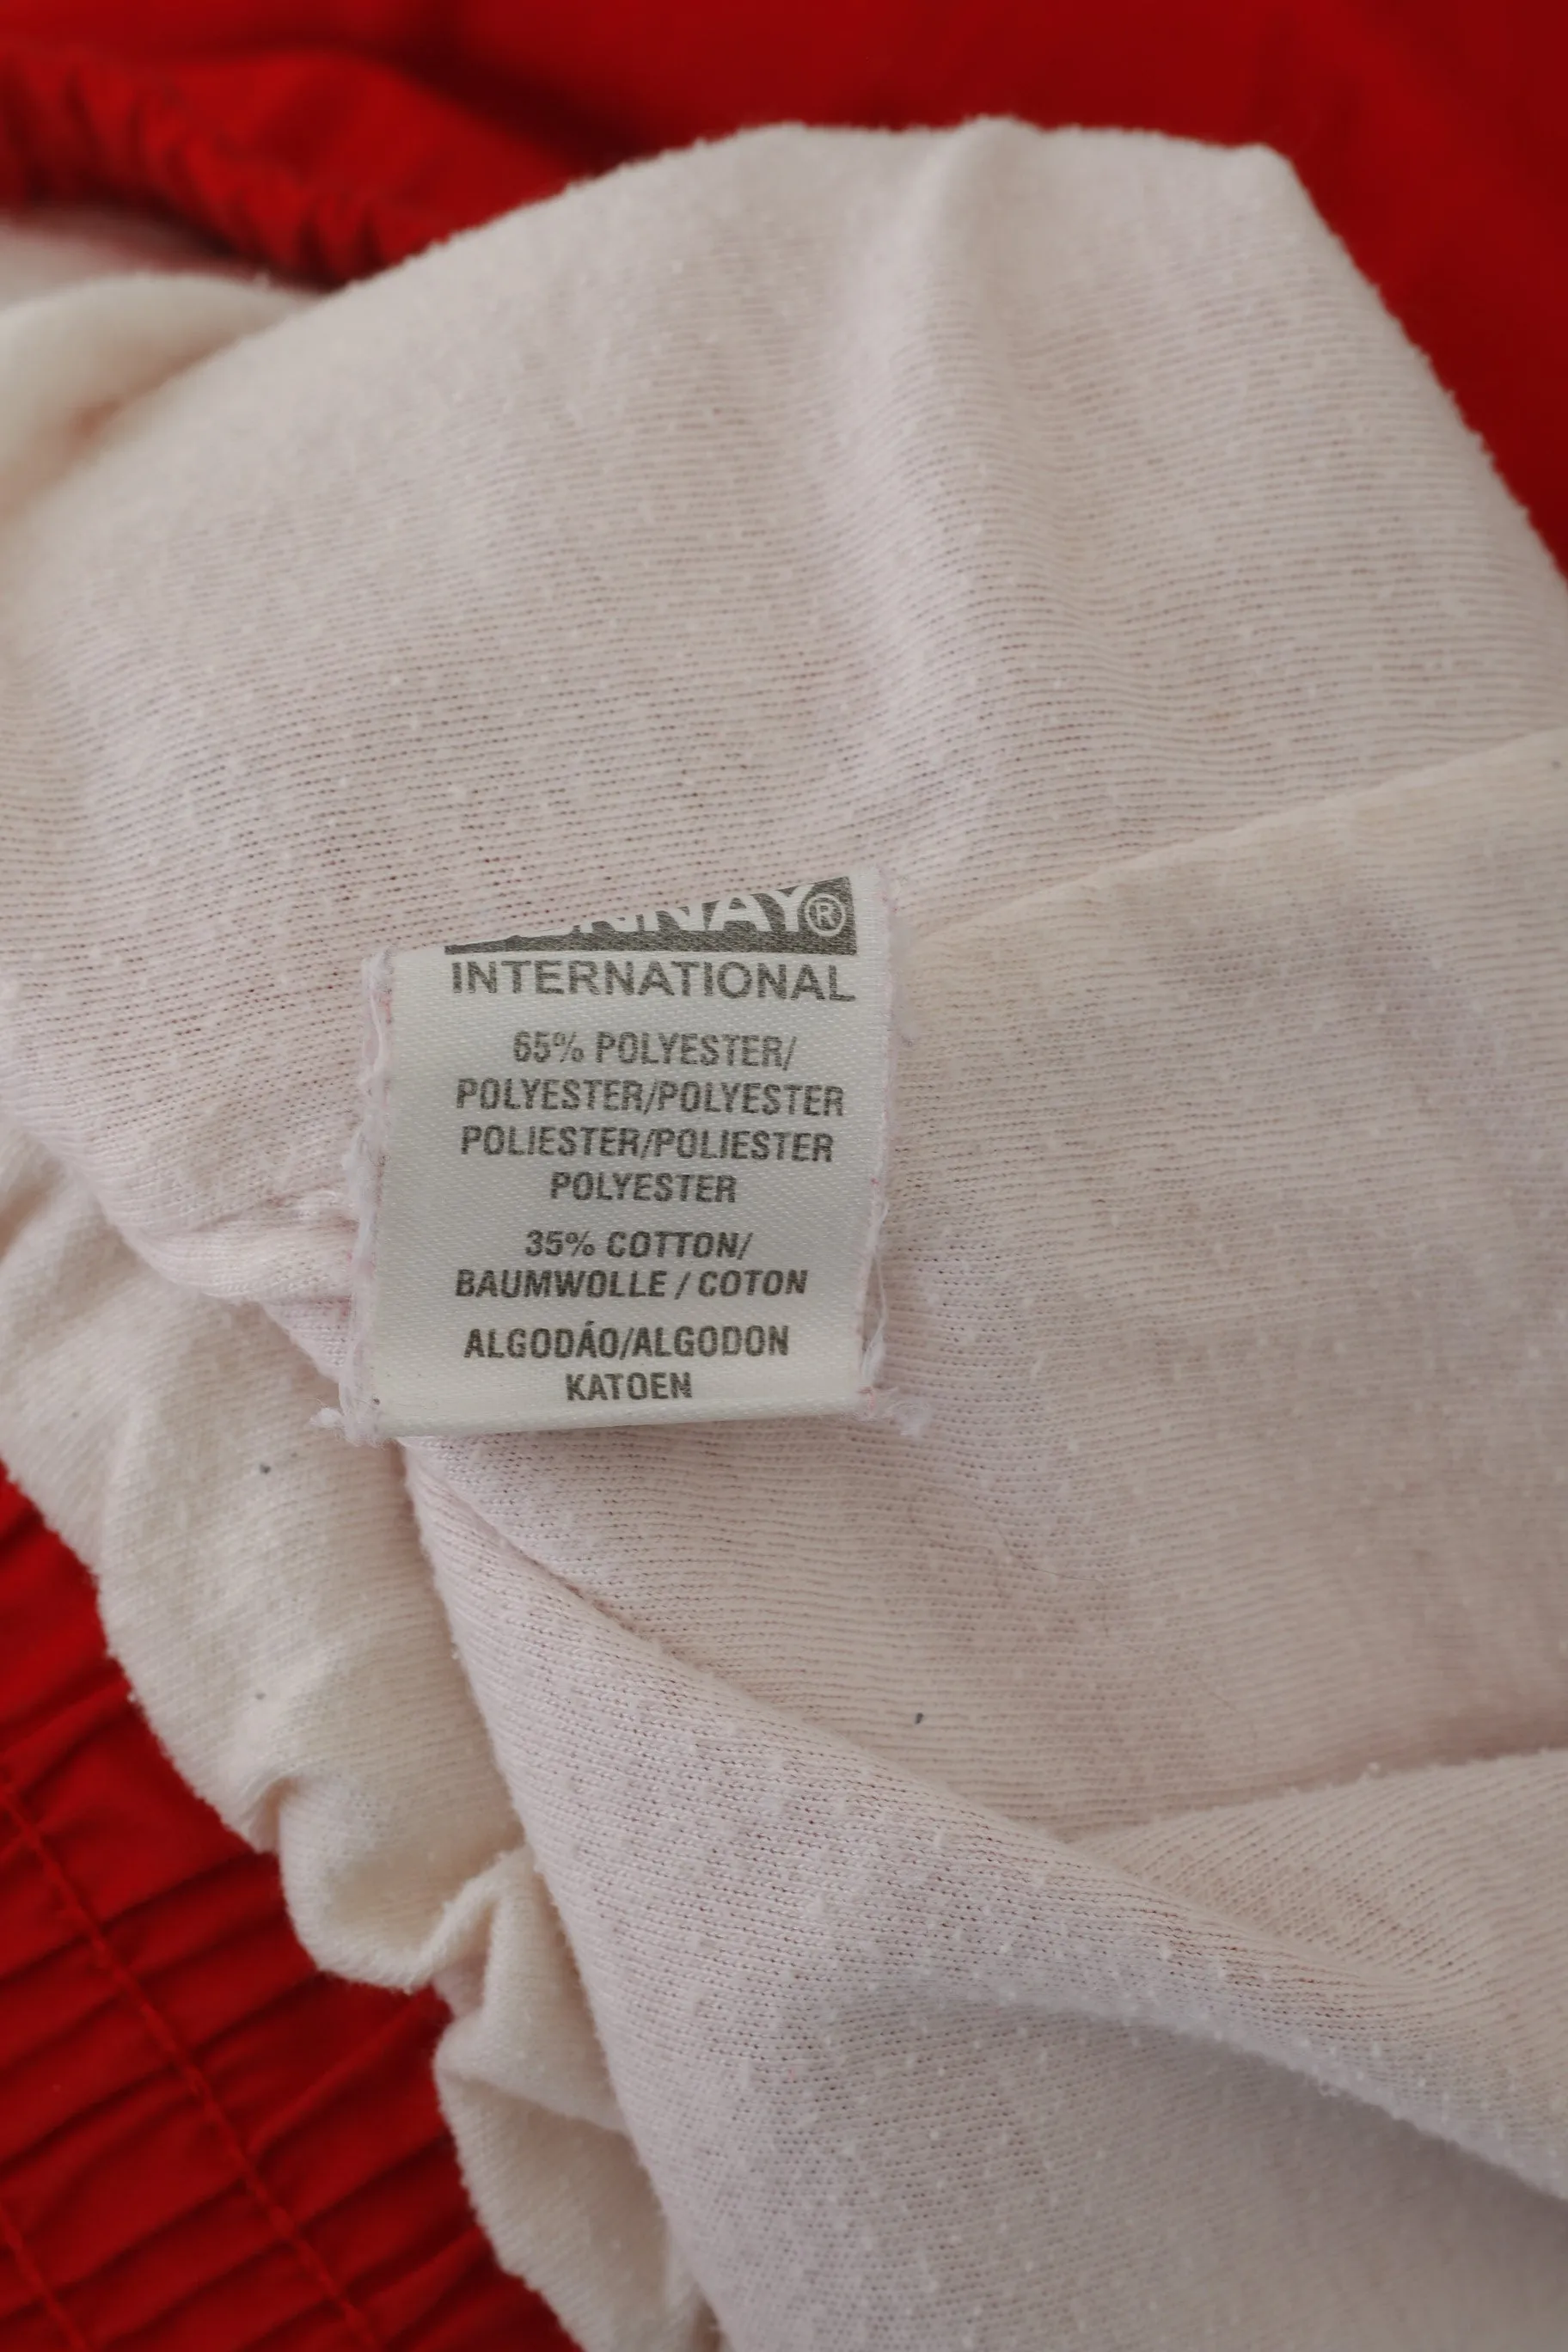 INTERNATIONAL
65% POLYESTER/
POLYESTER/POLYESTER
POLIESTER/POLIESTER
POLYESTER
35% COTTON/
BAUMWOLLE / COTON
ALGODÁO/ALGODON
KATOEN